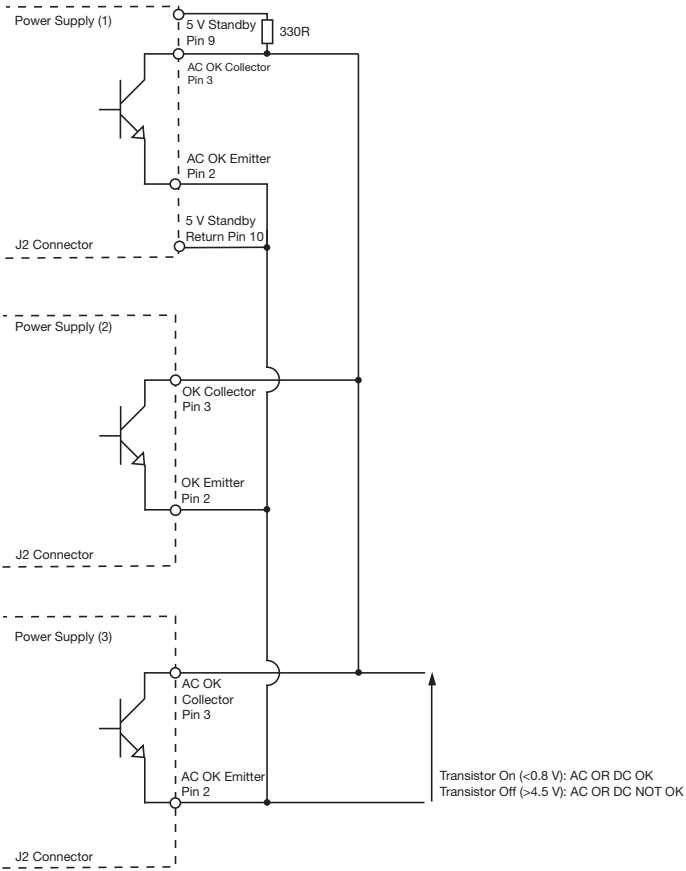 Power Supply (1)
5 V Standby
Pin 9
330R
AC OK Collector
Pin 3
AC OK Emitter
Pin 2
5 V Standby
Return Pin 10
J2 Connector
Power Supply (2)
OK Collector
Pin 3
OK Emitter
Pin 2
J2 Connector
Power Supply (3)
AC OK
Collector
Pin 3
AC OK Emitter
Pin 2
Transistor On (<0.8 V): AC OR DC OK
Transistor Off (>4.5 V): AC OR DC NOT OK
J2 Connector